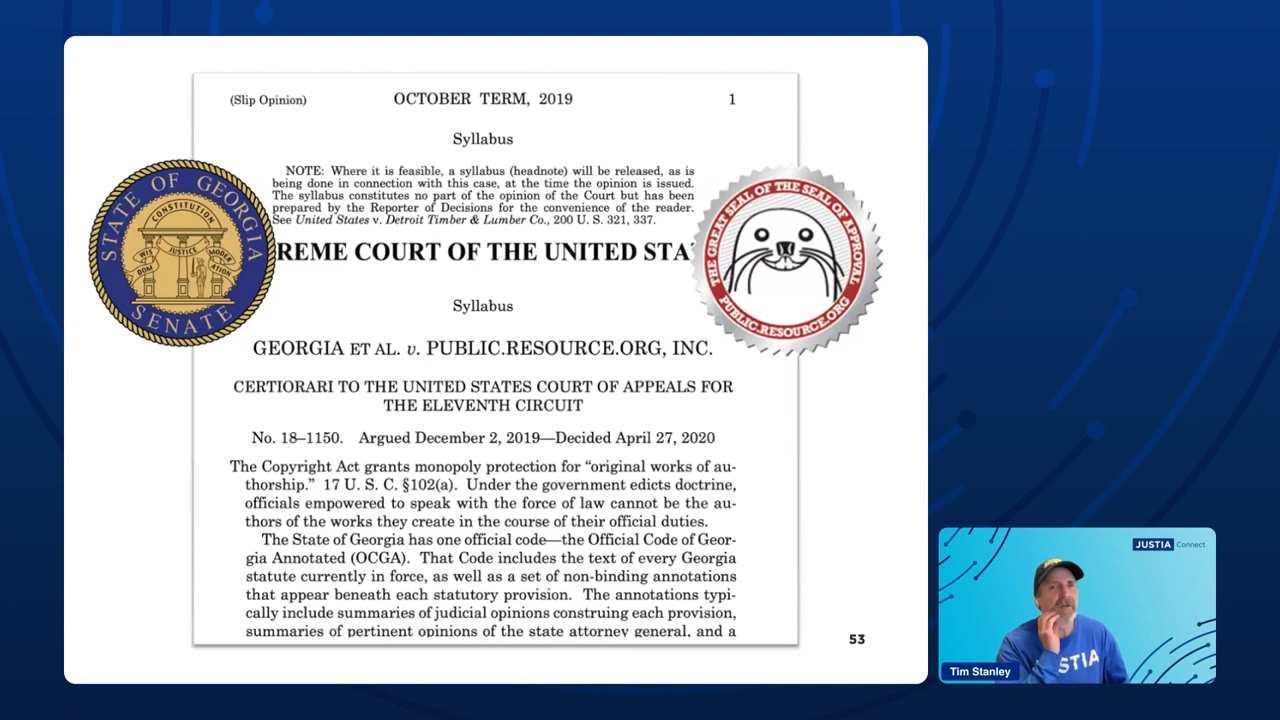 (Slip Opinion) OCTOBER TERM, 2019 1
Syllabus
NOTE: Where it is feasible, a syllabus (headnote) will be released, as is
being done in connection with this case, at the time the opinion is issued.
The syllabus constitutes no part of the opinion of the Court but has been
prepared by the Reporter of Decisions for the convenience of the reader.
See United States v. Detroit Timber & Lumber Co., 200 U. S. 321, 337.
REME COURT OF THE UNITED STA
Syllabus
GEORGIA ET AL. v. PUBLIC.RESOURCE.ORG, INC.
CERTIORARI TO THE UNITED STATES COURT OF APPEALS FOR
THE ELEVENTH CIRCUIT
No. 18–1150. Argued December 2, 2019—Decided April 27, 2020
The Copyright Act grants monopoly protection for “original works of au-
thorship.” 17 U. S. C. §102(a). Under the government edicts doctrine,
officials empowered to speak with the force of law cannot be the au-
thors of the works they create in the course of their official duties.
The State of Georgia has one official code—the Official Code of Geor-
gia Annotated (OCGA). That Code includes the text of every Georgia
statute currently in force, as well as a set of non-binding annotations
that appear beneath each statutory provision. The annotations typi-
cally include summaries of judicial opinions construing each provision,
summaries of pertinent opinions of the state attorney general, and a
STATE OF GEORGIA
CONSTITUTION
WIS
DOM
JUSTICE
MODER
ATION
SENATE
THE GREAT SEAL OF THE SEAL OF APPROVAL
PUBLIC.RESOURCE.ORG
53
JUSTIA Connect
STIA
Tim Stanley